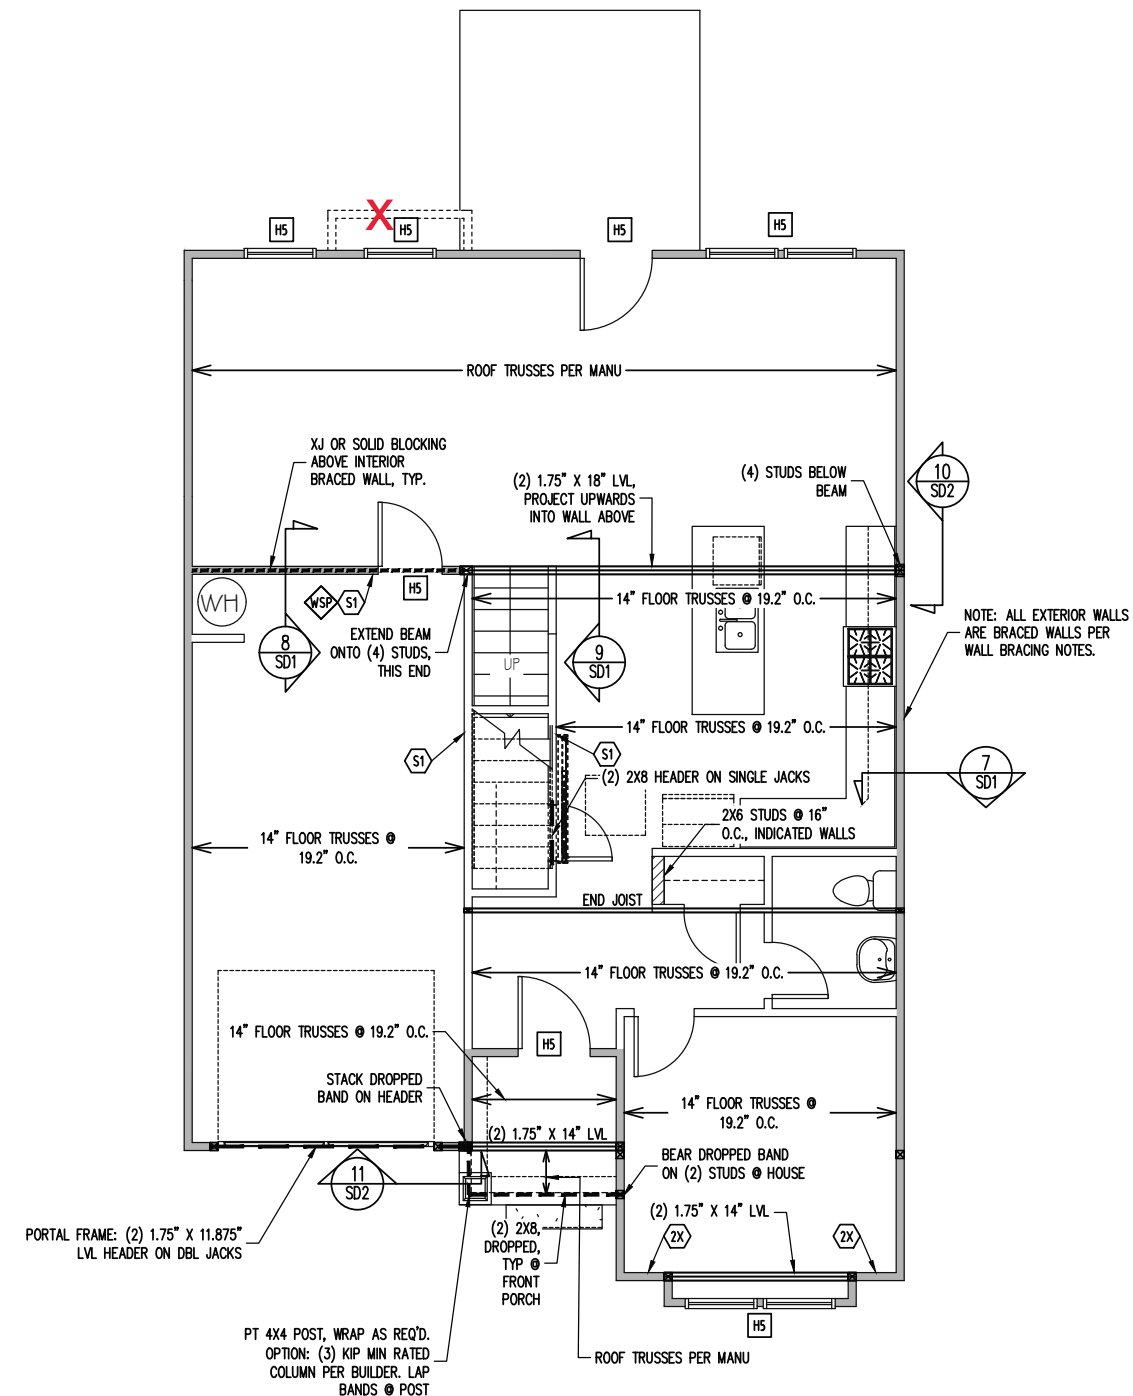 X
H5
H5
H5
H5
ROOF TRUSSES PER MANU
XJ OR SOLID BLOCKING
ABOVE INTERIOR
BRACED WALL, TYP.
(2) 1.75" X 18" LVL,
PROJECT UPWARDS
INTO WALL ABOVE
(4) STUDS BELOW
BEAM
10
SD2
WH
WSP
S1
H5
14" FLOOR TRUSSES @ 19.2" O.C.
NOTE: ALL EXTERIOR WALLS
ARE BRACED WALLS PER
WALL BRACING NOTES.
8
SD1
EXTEND BEAM
ONTO (4) STUDS,
THIS END
UP
9
SD1
14" FLOOR TRUSSES @ 19.2" O.C.
S1
S1
(2) 2X8 HEADER ON SINGLE JACKS
7
SD1
2X6 STUDS @ 16"
O.C., INDICATED WALLS
14" FLOOR TRUSSES @
19.2" O.C.
END JOIST
14" FLOOR TRUSSES @ 19.2" O.C.
14" FLOOR TRUSSES @ 19.2" O.C.
H5
STACK DROPPED
BAND ON HEADER
14" FLOOR TRUSSES @
19.2" O.C.
(2) 1.75" X 14" LVL
BEAR DROPPED BAND
ON (2) STUDS @ HOUSE
11
SD2
PORTAL FRAME: (2) 1.75" X 11.875"
LVL HEADER ON DBL JACKS
(2) 2X8,
DROPPED,
TYP @
FRONT
PORCH
(2) 1.75" X 14" LVL
2X
2X
H5
PT 4X4 POST, WRAP AS REQ'D.
OPTION: (3) KIP MIN RATED
COLUMN PER BUILDER. LAP
BANDS @ POST
ROOF TRUSSES PER MANU